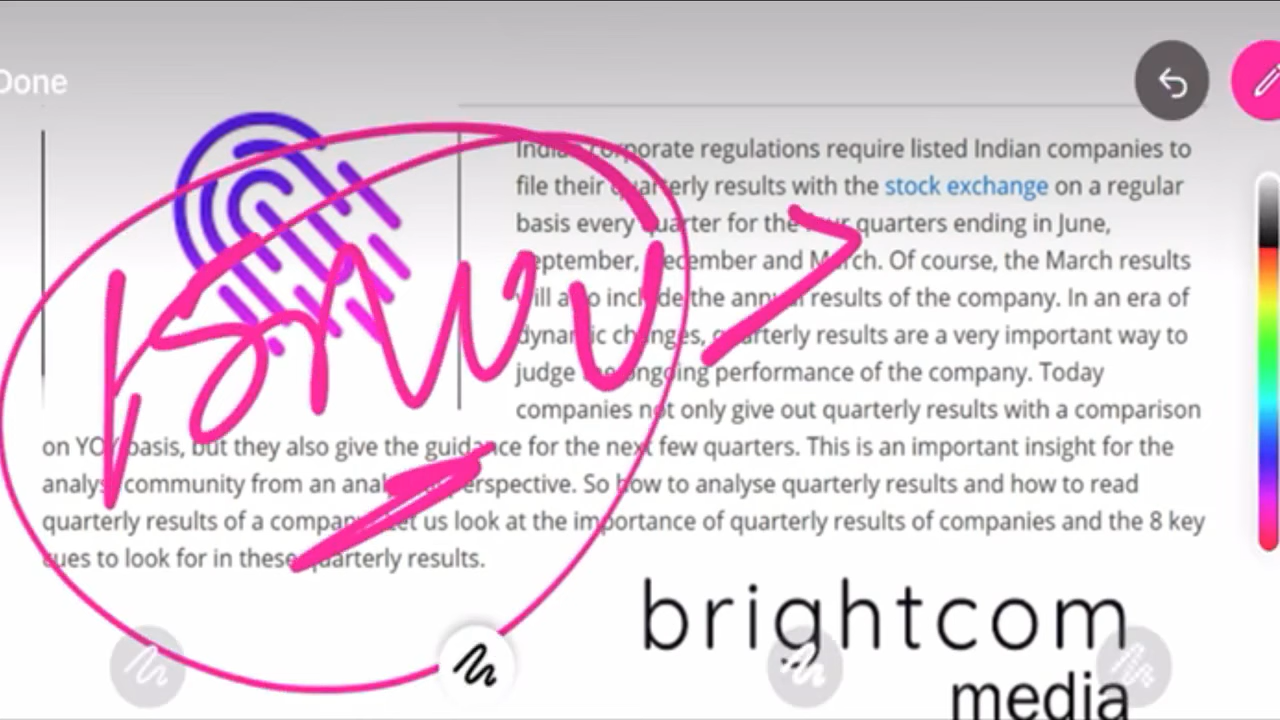 Done
Indian corporate regulations require listed Indian companies to
file their quarterly results with the stock exchange on a regular
basis every quarter for the four quarters ending in June,
September, December and March. Of course, the March results
will also include the annual results of the company. In an era of
dynamic changes, quarterly results are a very important way to
judge the ongoing performance of the company. Today
companies not only give out quarterly results with a comparison
on YOY basis, but they also give the guidance for the next few quarters. This is an important insight for the
analyst community from an analytical perspective. So how to analyse quarterly results and how to read
quarterly results of a company. Let us look at the importance of quarterly results of companies and the 8 key
cues to look for in these quarterly results.
brightcom
media